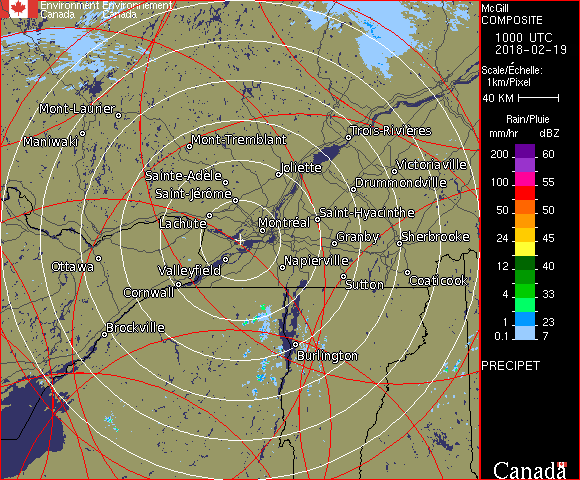 Environment Environnement
Canada Canada
McGill
COMPOSITE
1000 UTC
2018-02-19
Scale/Échelle:
1km/Pixel
40 KM
Rain/Pluie
mm/hr dBZ
200 60
100 55
50 50
24 45
12 40
4 33
1 23
0.1 7
PRECIPET
Canada
Mont-Laurier
Maniwaki
Mont-Tremblant
Trois-Rivières
Sainte-Adèle
Joliette
Victoriaville
Saint-Jérôme
Drummondville
Lachute
Montréal
Saint-Hyacinthe
Granby
Sherbrooke
Ottawa
Valleyfield
Napierville
Cornwall
Sutton
Coaticook
Brockville
Burlington